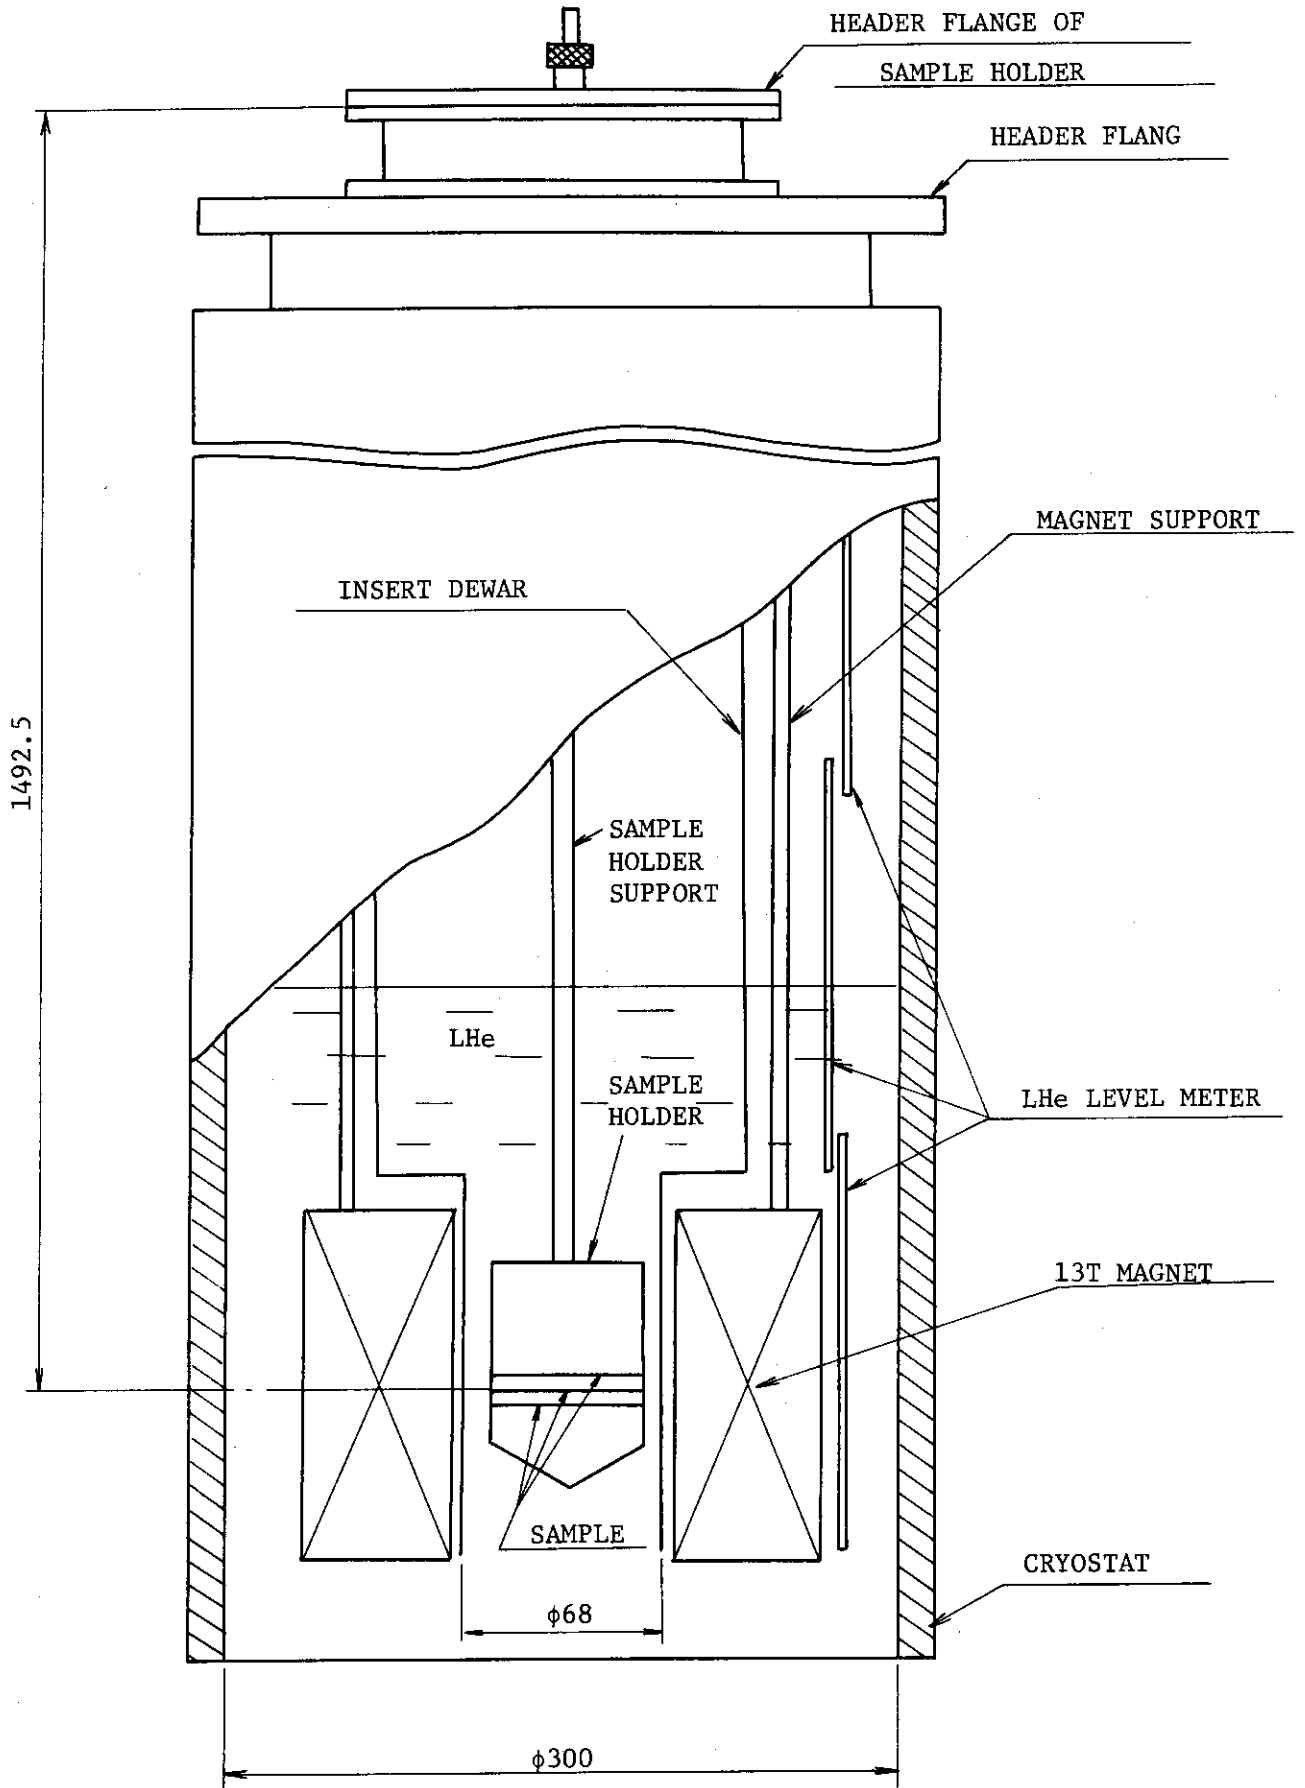 HEADER FLANGE OF
SAMPLE HOLDER
HEADER FLANG
MAGNET SUPPORT
INSERT DEWAR
1492.5
SAMPLE
HOLDER
SUPPORT
LHe
SAMPLE
HOLDER
LHe LEVEL METER
13T MAGNET
SAMPLE
CRYOSTAT
φ68
φ300